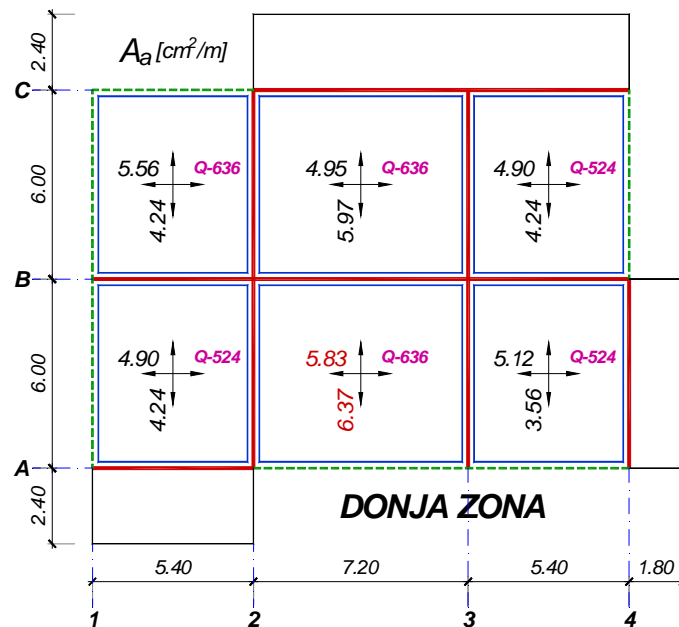 2.40
A_a [cm²/m]
C
6.00
5.56 Q-636
4.24
4.95 Q-636
5.97
4.90 Q-524
4.24
B
6.00
4.90 Q-524
4.24
5.83 Q-636
6.37
5.12 Q-524
3.56
A
2.40
DONJA ZONA
5.40 7.20 5.40 1.80
1 2 3 4